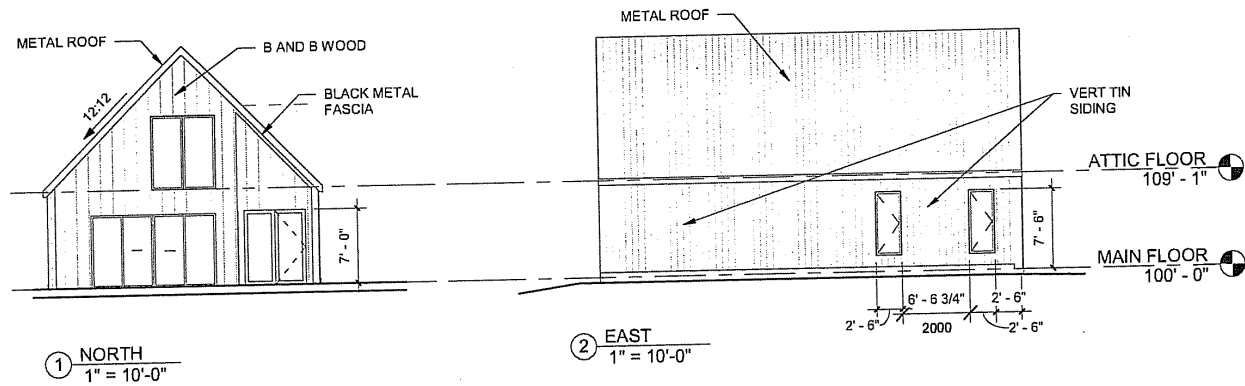 METAL ROOF
B AND B WOOD
12:12
BLACK METAL
FASCIA
7' - 0"
1 NORTH
1" = 10'-0"
METAL ROOF
VERT TIN
SIDING
ATTIC FLOOR
109' - 1"
7' - 6"
MAIN FLOOR
100' - 0"
6' - 6 3/4"
2' - 6"
2' - 6"
2000
2' - 6"
2 EAST
1" = 10'-0"